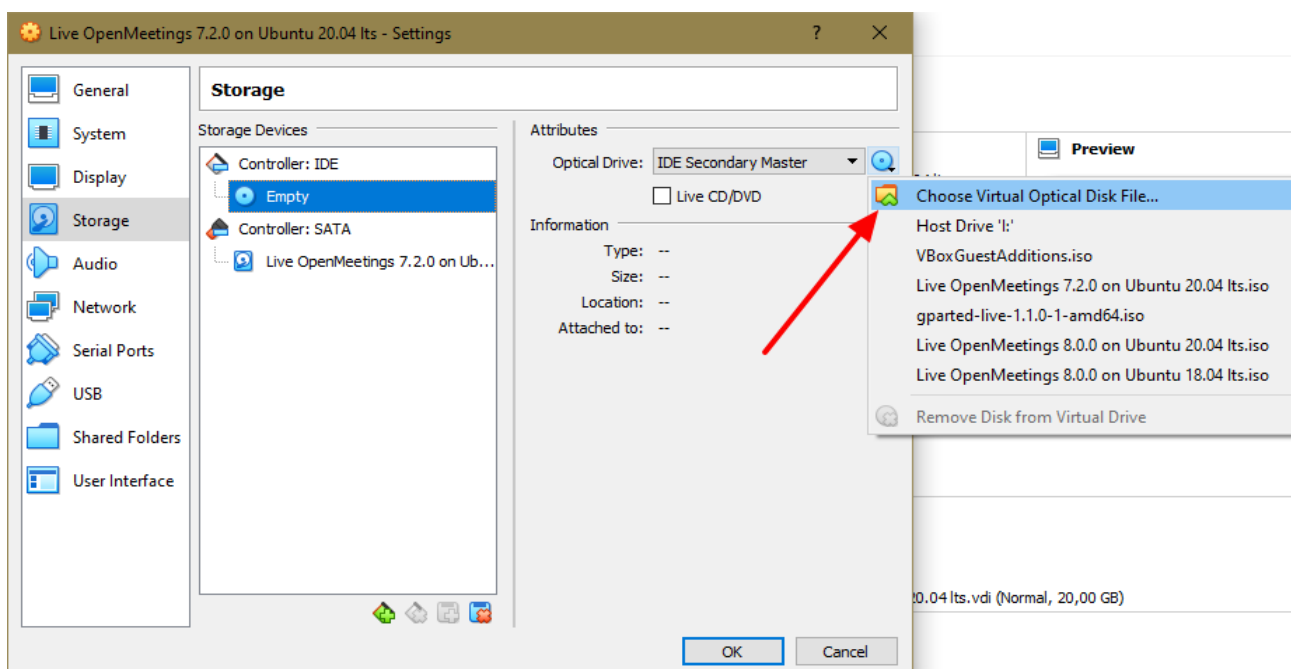 Live OpenMeetings 7.2.0 on Ubuntu 20.04 lts - Settings
?
General
System
Display
Storage
Audio
Network
Serial Ports
USB
Shared Folders
User Interface
Storage
Storage Devices
Controller: IDE
Empty
Controller: SATA
Live OpenMeetings 7.2.0 on Ub...
Attributes
Optical Drive: IDE Secondary Master
Live CD/DVD
Information
Type: --
Size: --
Location: --
Attached to: --
Preview
Choose Virtual Optical Disk File...
Host Drive 'I:'
VBoxGuestAdditions.iso
Live OpenMeetings 7.2.0 on Ubuntu 20.04 lts.iso
gparted-live-1.1.0-1-amd64.iso
Live OpenMeetings 8.0.0 on Ubuntu 20.04 lts.iso
Live OpenMeetings 8.0.0 on Ubuntu 18.04 lts.iso
Remove Disk from Virtual Drive
20.04 lts.vdi (Normal, 20,00 GB)
OK
Cancel